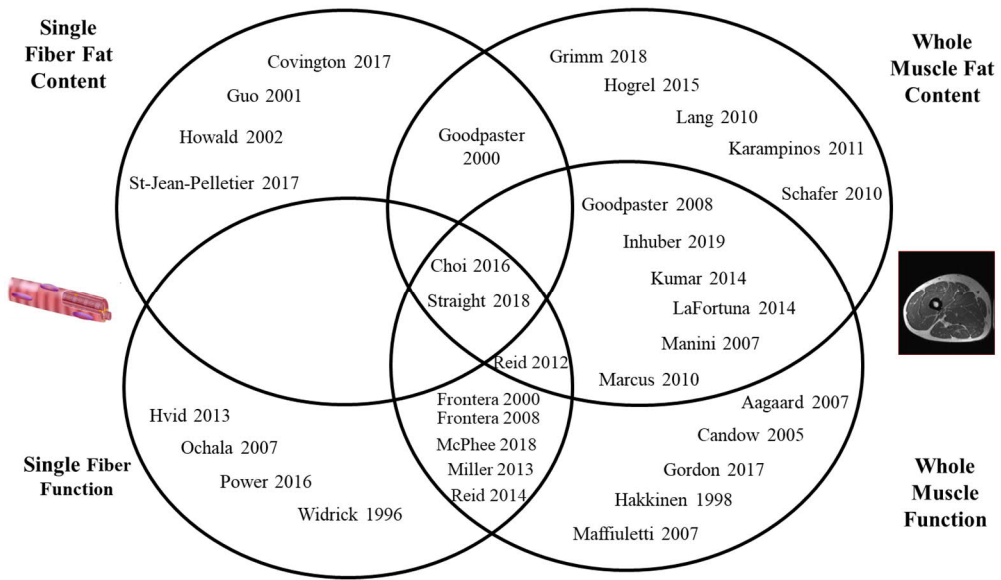 Single
Fiber Fat
Content
Whole
Muscle Fat
Content
Covington 2017
Guo 2001
Howald 2002
St-Jean-Pelletier 2017
Goodpaster
2000
Grimm 2018
Hogrel 2015
Lang 2010
Karampinos 2011
Schafer 2010
Goodpaster 2008
Inhuber 2019
Kumar 2014
LaFortuna 2014
Manini 2007
Marcus 2010
Choi 2016
Straight 2018
Reid 2012
Frontera 2000
Frontera 2008
McPhee 2018
Miller 2013
Reid 2014
Hvid 2013
Ochala 2007
Power 2016
Widrick 1996
Aagaard 2007
Candow 2005
Gordon 2017
Hakkinen 1998
Maffiuletti 2007
Single Fiber
Function
Whole
Muscle
Function